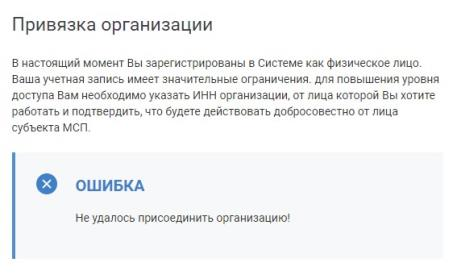 Привязка организации
В настоящий момент Вы зарегистрированы в Системе как физическое лицо.
Ваша учетная запись имеет значительные ограничения. для повышения уровня
доступа Вам необходимо указать ИНН организации, от лица которой Вы хотите
работать и подтвердить, что будете действовать добросовестно от лица
субъекта МСП.
ОШИБКА
Не удалось присоединить организацию!